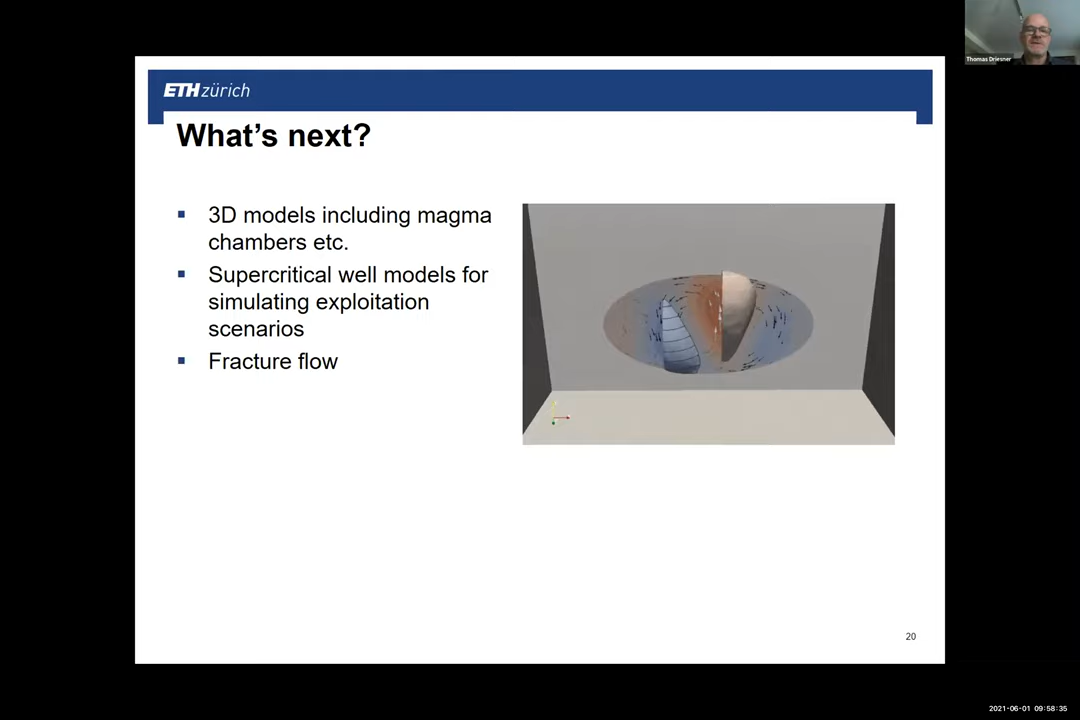 Thomas Driesner
ETH zürich
What's next?
▪ 3D models including magma
chambers etc.
▪ Supercritical well models for
simulating exploitation
scenarios
▪ Fracture flow
20
2021-06-01 09:58:35